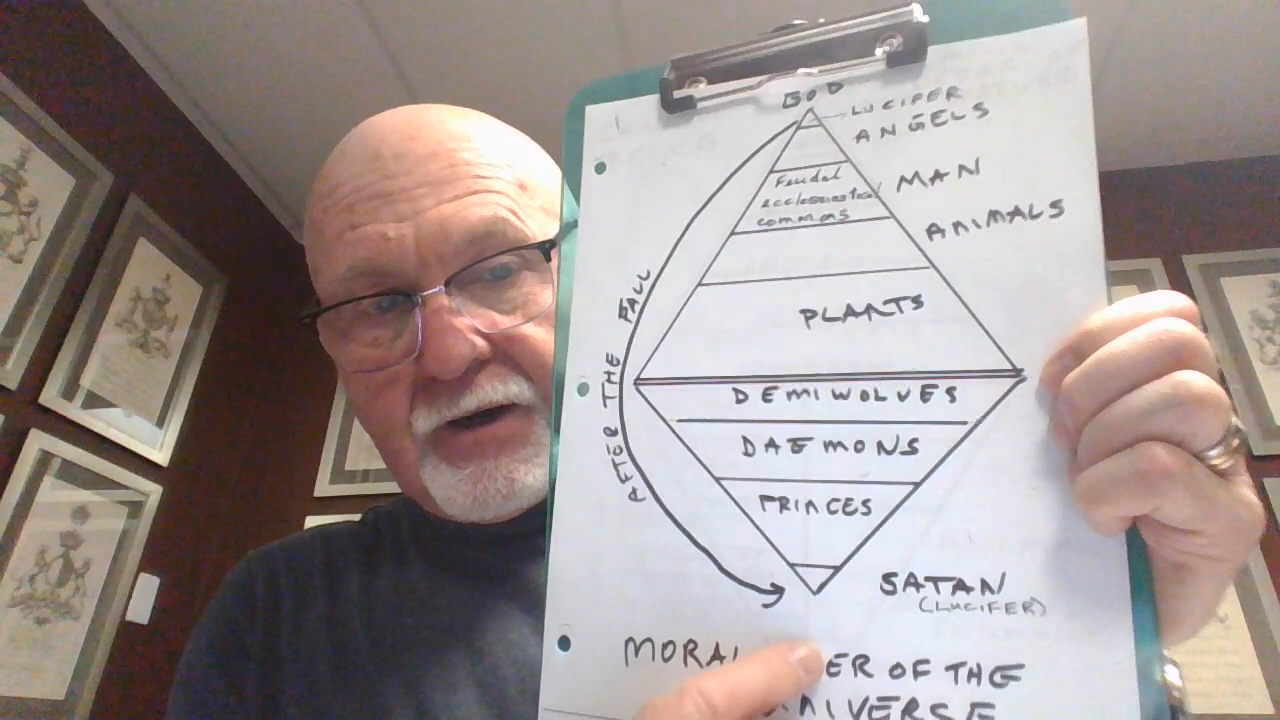 GOD
LUCIFER
ANGELS
Feudal
ecclesiastical
commons
MAN
ANIMALS
PLANTS
AFTER THE FALL
DEMIWOLVES
DAEMONS
PRINCES
SATAN
(LUCIFER)
MORAL OF THE